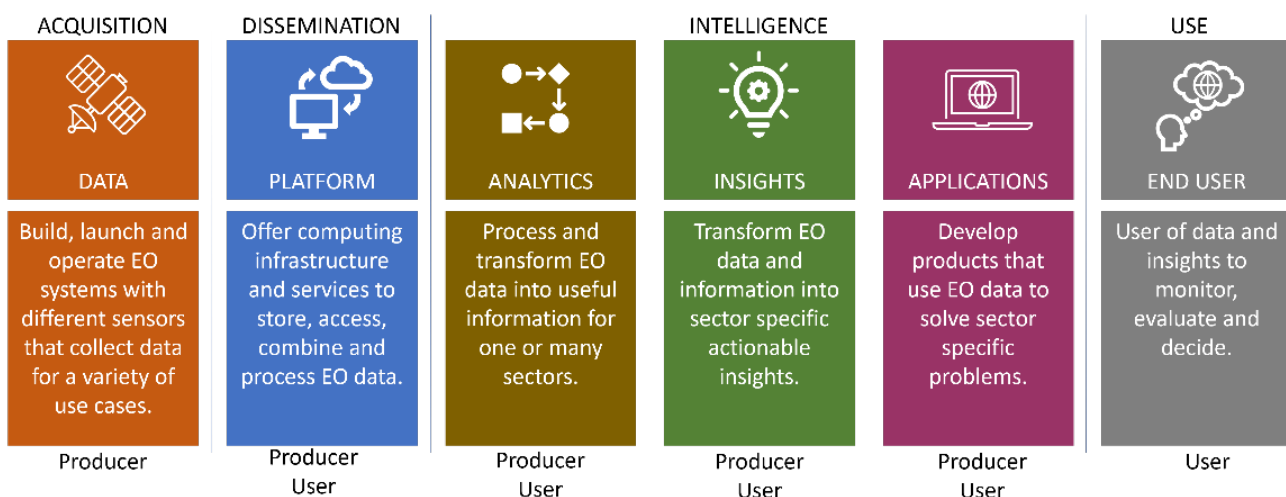 ACQUISITION
DISSEMINATION
INTELLIGENCE
USE
DATA
PLATFORM
ANALYTICS
INSIGHTS
APPLICATIONS
END USER
Build, launch and
operate EO
systems with
different sensors
that collect data
for a variety of
use cases.
Offer computing
infrastructure
and services to
store, access,
combine and
process EO data.
Process and
transform EO
data into useful
information for
one or many
sectors.
Transform EO
data and
information into
sector specific
actionable
insights.
Develop
products that
use EO data to
solve sector
specific
problems.
User of data and
insights to
monitor,
evaluate and
decide.
Producer
Producer
User
Producer
User
Producer
User
Producer
User
User